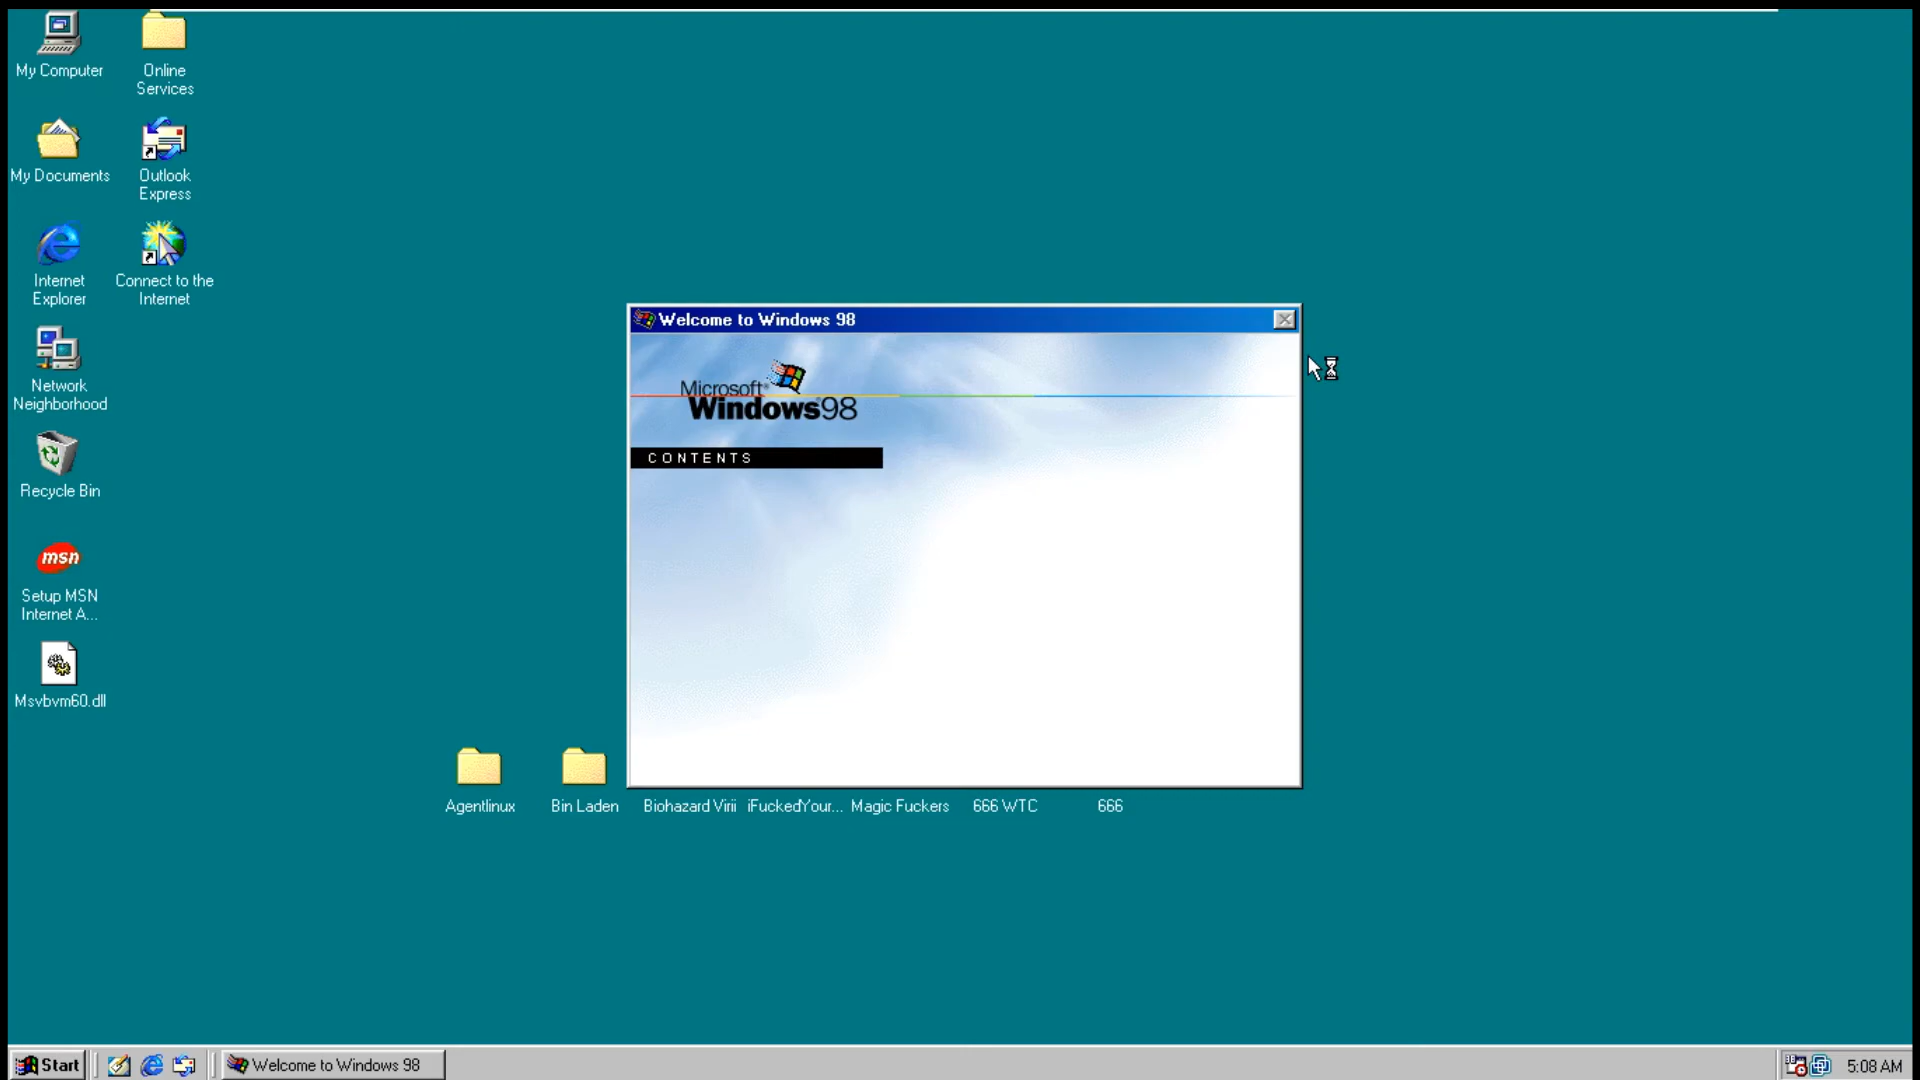 My Computer
Online
Services
My Documents
Outlook
Express
Internet
Explorer
Connect to the
Internet
Network
Neighborhood
Recycle Bin
msn
Setup MSN
Internet A...
Msvbvm60.dll
Welcome to Windows 98
Microsoft
Windows98
CONTENTS
Agentlinux
Bin Laden
Biohazard Virii
iFuckedYour...
Magic Fuckers
666 WTC
666
Start
Welcome to Windows 98
5:08 AM